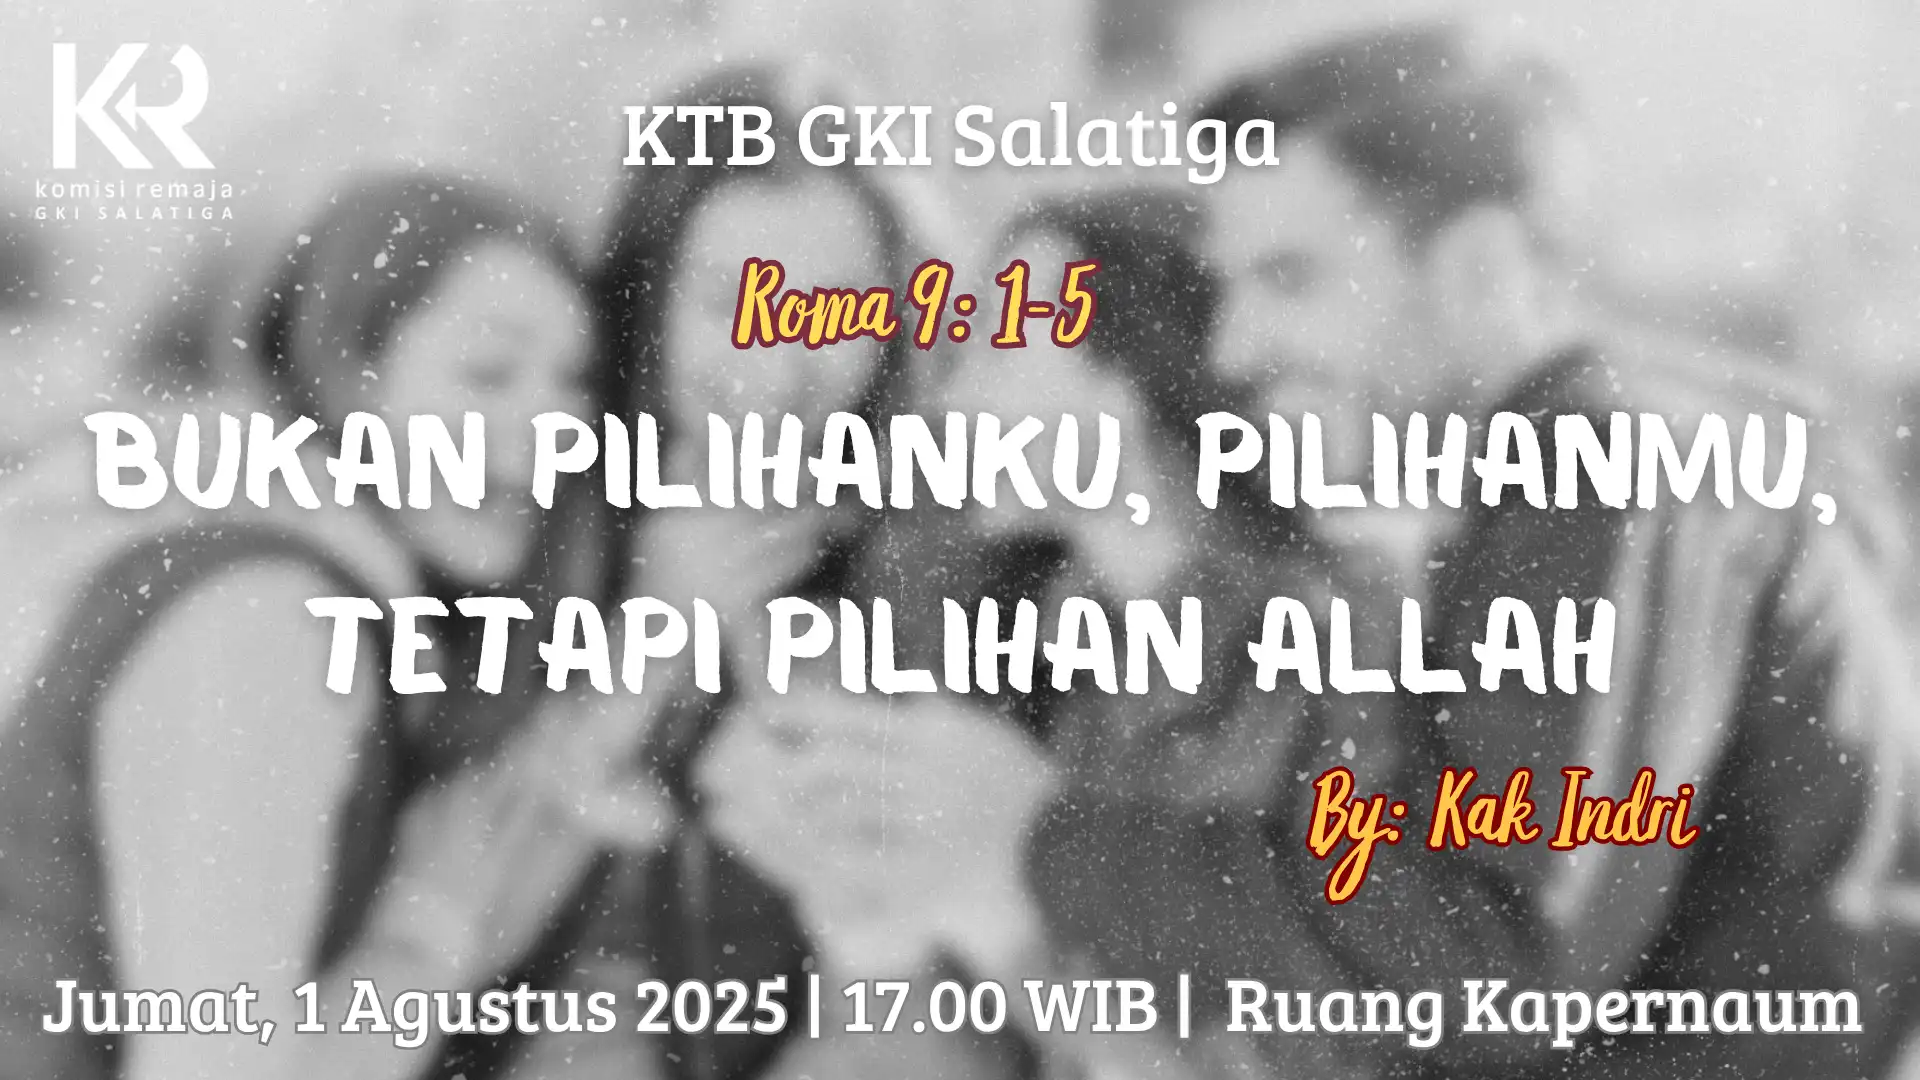 KR
komisi remaja
GKI SALATIGA
KTB GKI Salatiga
Roma 9: 1-5
BUKAN PILIHANKU, PILIHANMU,
TETAPI PILIHAN ALLAH
By: Kak Indri
Jumat, 1 Agustus 2025 | 17.00 WIB | Ruang Kapernaum